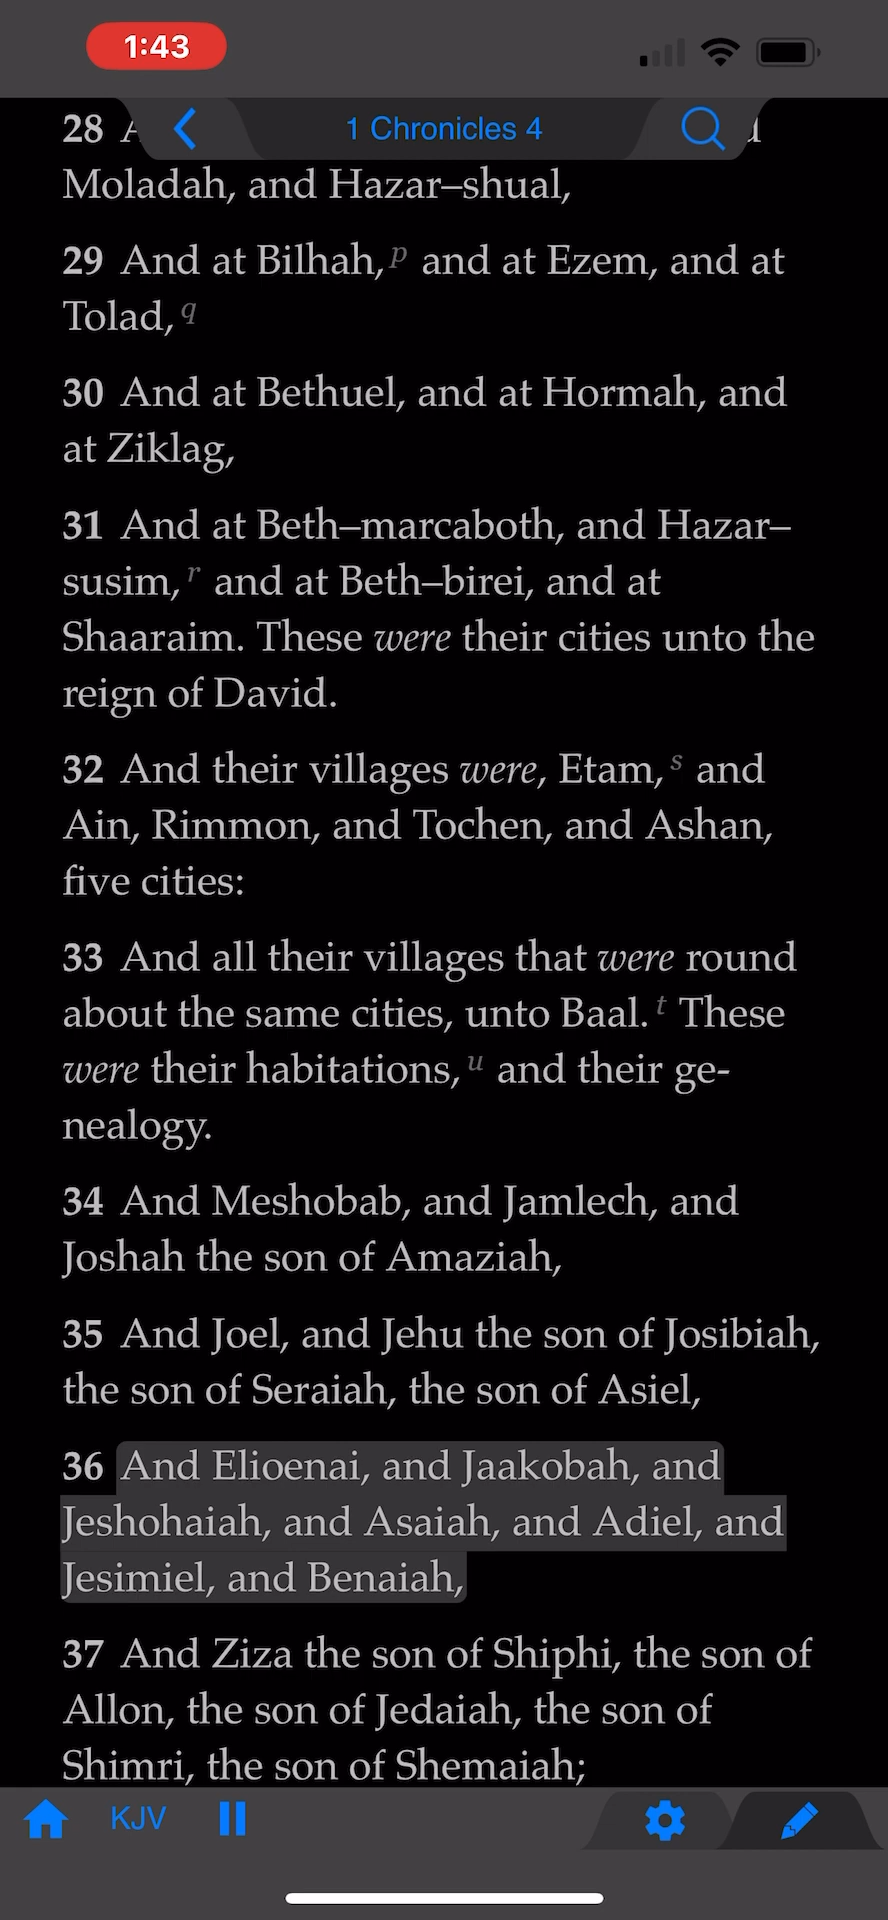 1:43
1 Chronicles 4
28
Moladah, and Hazar–shual,
29 And at Bilhah, p and at Ezem, and at
Tolad, q
30 And at Bethuel, and at Hormah, and
at Ziklag,
31 And at Beth–marcaboth, and Hazar–
susim, r and at Beth–birei, and at
Shaaraim. These were their cities unto the
reign of David.
32 And their villages were, Etam, s and
Ain, Rimmon, and Tochen, and Ashan,
five cities:
33 And all their villages that were round
about the same cities, unto Baal. t These
were their habitations, u and their ge-
nealogy.
34 And Meshobab, and Jamlech, and
Joshah the son of Amaziah,
35 And Joel, and Jehu the son of Josibiah,
the son of Seraiah, the son of Asiel,
36 And Elioenai, and Jaakobah, and
Jeshohaiah, and Asaiah, and Adiel, and
Jesimiel, and Benaiah,
37 And Ziza the son of Shiphi, the son of
Allon, the son of Jedaiah, the son of
Shimri, the son of Shemaiah;
KJV